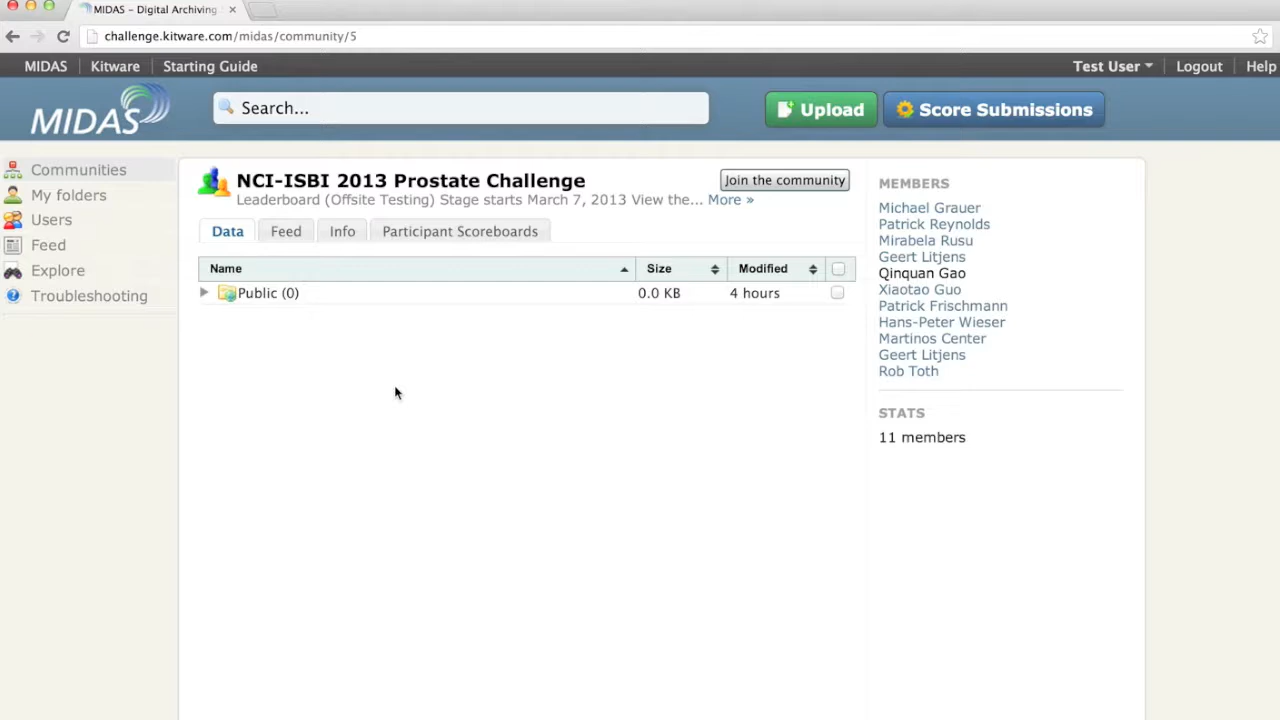 MIDAS - Digital Archiving
challenge.kitware.com/midas/community/5
MIDAS Kitware Starting Guide Test User Logout Help
MIDAS Search... Upload Score Submissions
Communities
My folders
Users
Feed
Explore
Troubleshooting
NCI-ISBI 2013 Prostate Challenge Join the community
Leaderboard (Offsite Testing) Stage starts March 7, 2013 View the... More »
Data Feed Info Participant Scoreboards
Name Size Modified
Public (0) 0.0 KB 4 hours
MEMBERS
Michael Grauer
Patrick Reynolds
Mirabela Rusu
Geert Litjens
Qinquan Gao
Xiaotao Guo
Patrick Frischmann
Hans-Peter Wieser
Martinos Center
Geert Litjens
Rob Toth
STATS
11 members